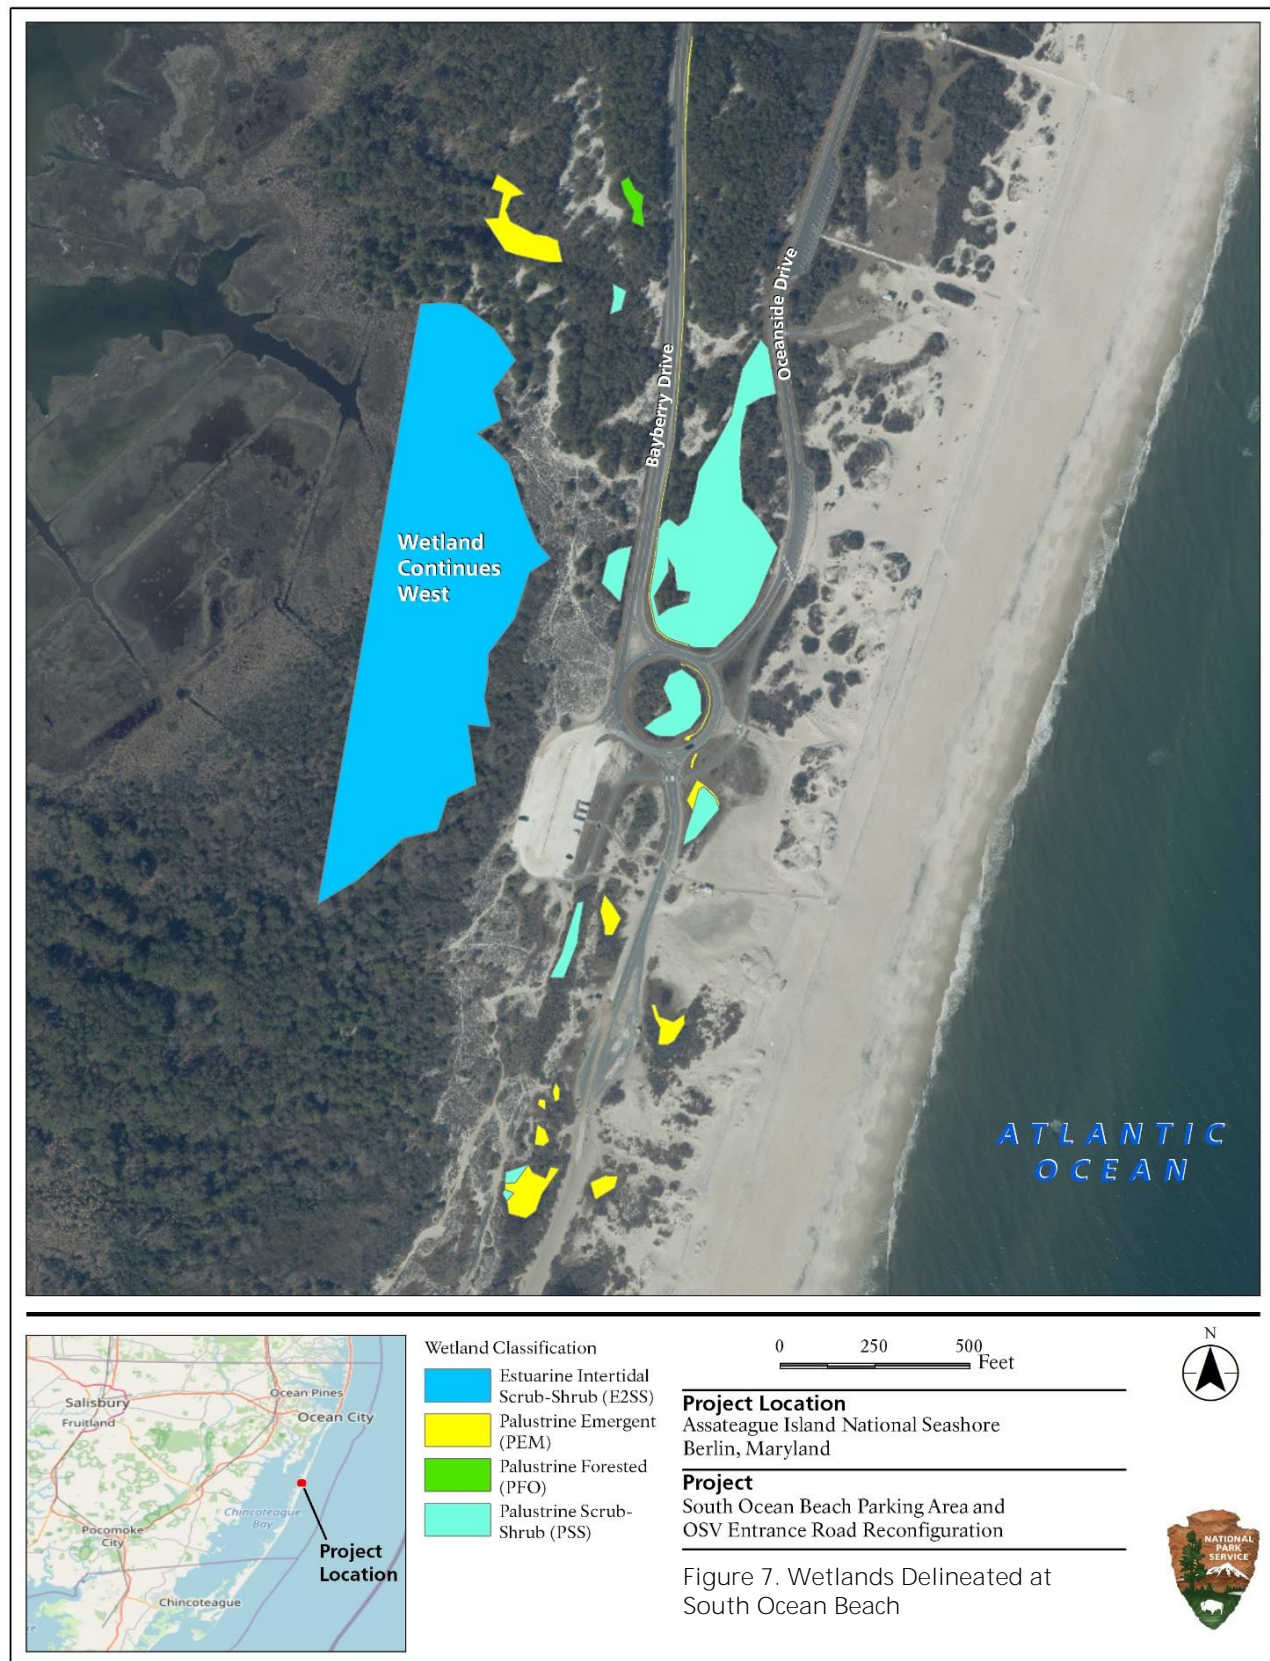 Bayberry Drive
Oceanside Drive
Wetland
Continues
West
ATLANTIC
OCEAN
Salisbury
Fruitland
Ocean Pines
Ocean City
Chincoteague
Bay
Pocomoke
City
Project
Location
Chincoteague
Wetland Classification
Estuarine Intertidal
Scrub-Shrub (E2SS)
Palustrine Emergent
(PEM)
Palustrine Forested
(PFO)
Palustrine Scrub-
Shrub (PSS)
0 250 500
Feet
Project Location
Assateague Island National Seashore
Berlin, Maryland
Project
South Ocean Beach Parking Area and
OSV Entrance Road Reconfiguration
Figure 7. Wetlands Delineated at
South Ocean Beach
N
NATIONAL
PARK
SERVICE